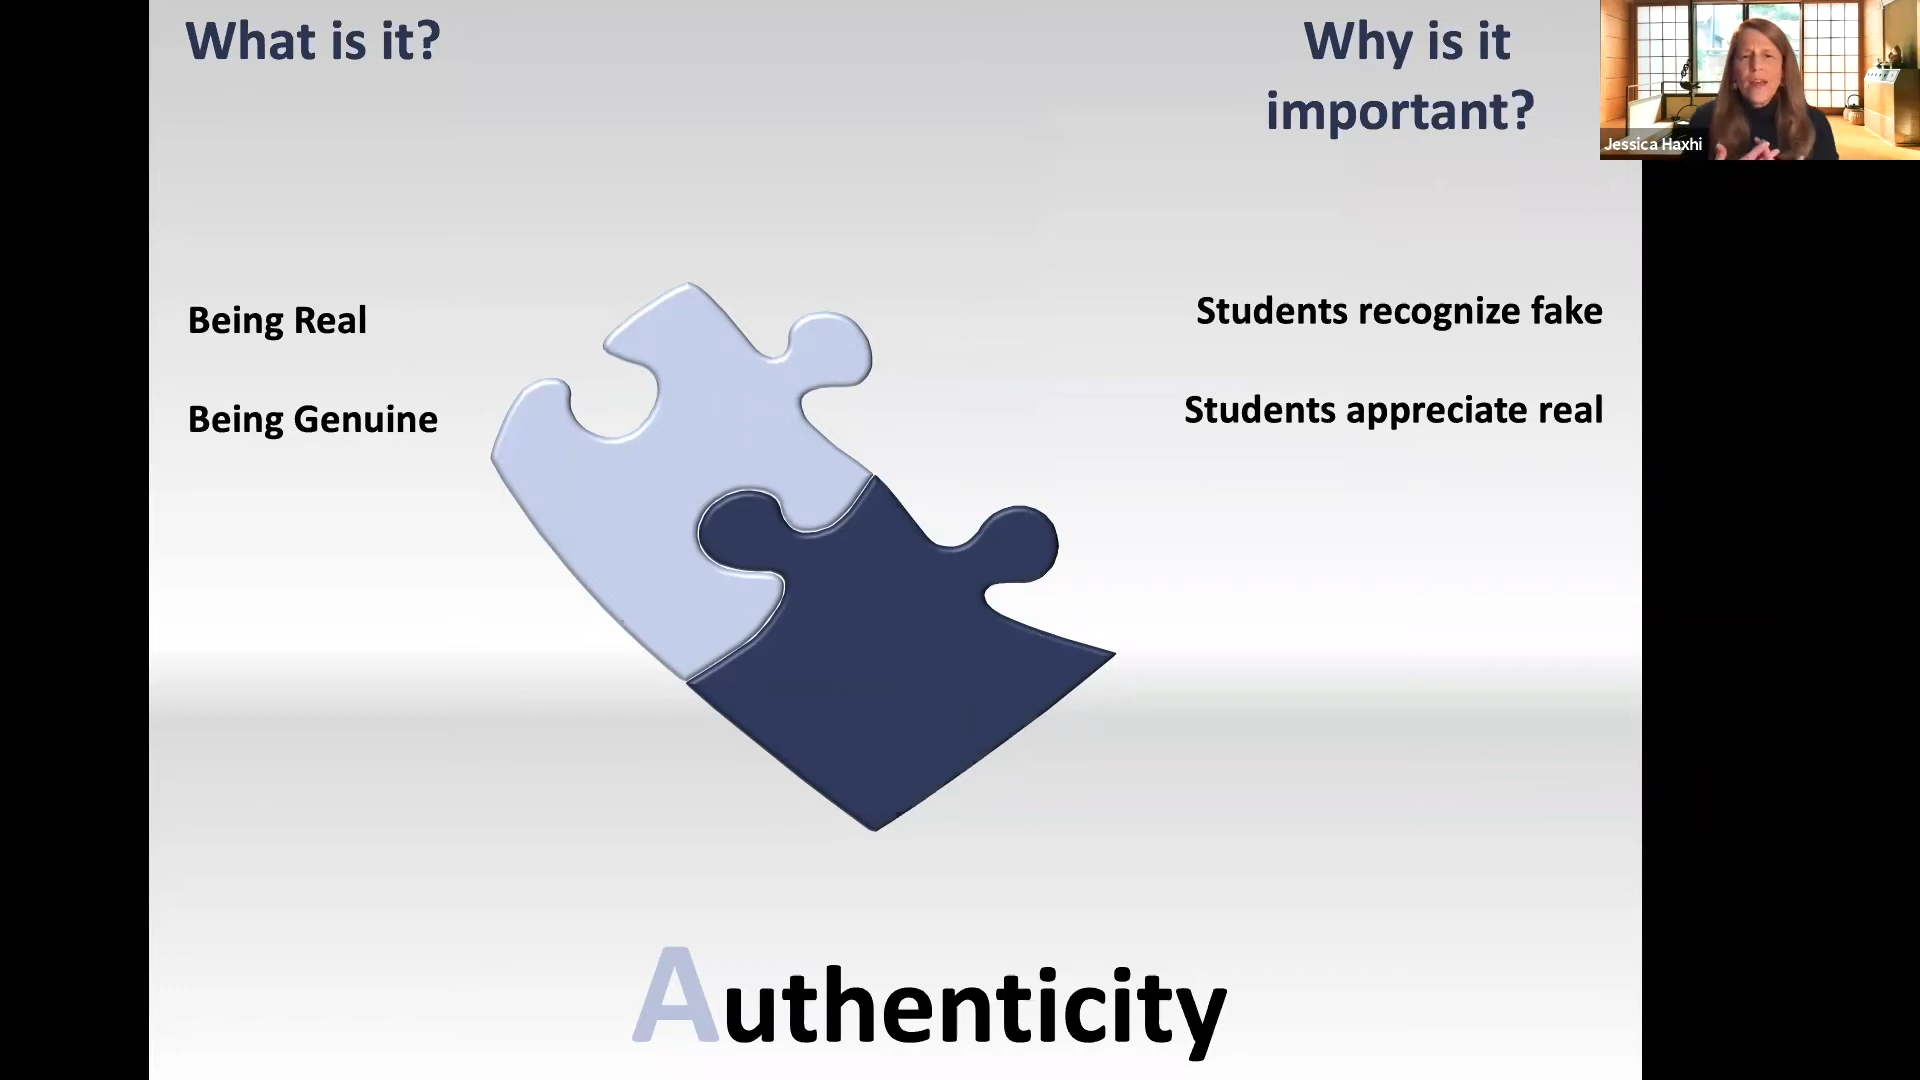 What is it?
Why is it
important?
Jessica Haxhi
Being Real
Being Genuine
Students recognize fake
Students appreciate real
Authenticity